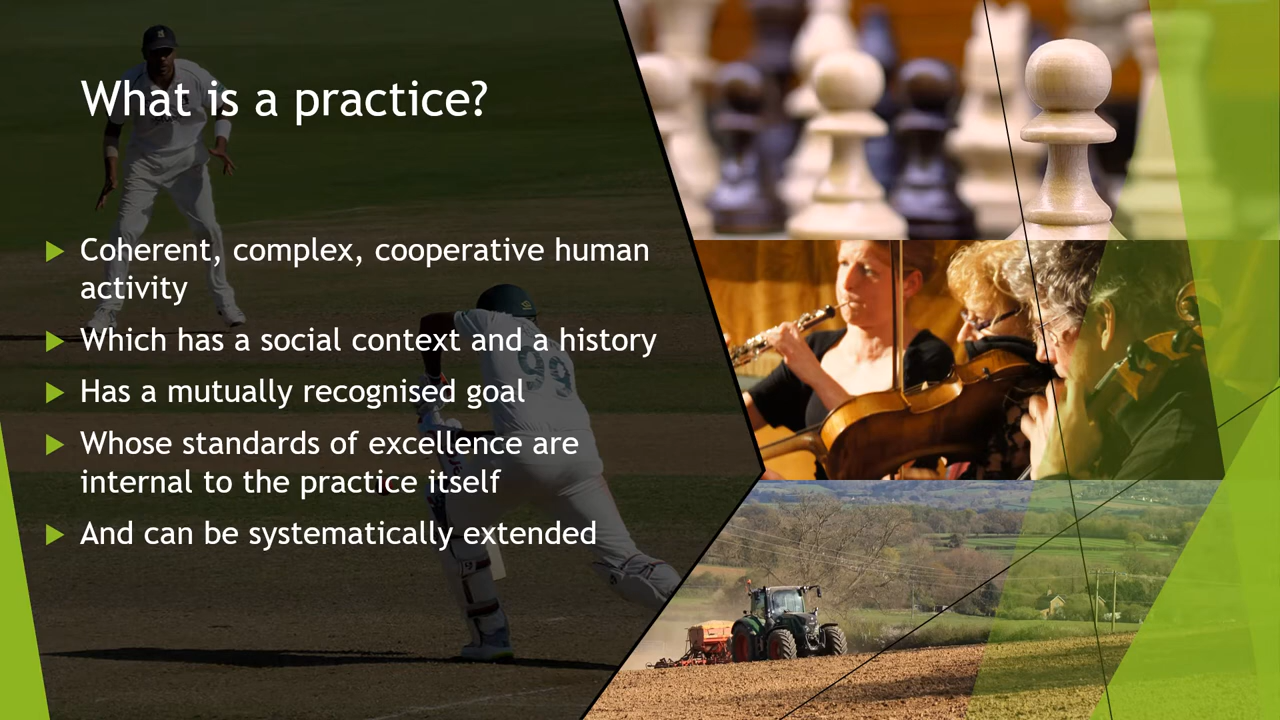 What is a practice?
Coherent, complex, cooperative human
activity
Which has a social context and a history
Has a mutually recognised goal
Whose standards of excellence are
internal to the practice itself
And can be systematically extended